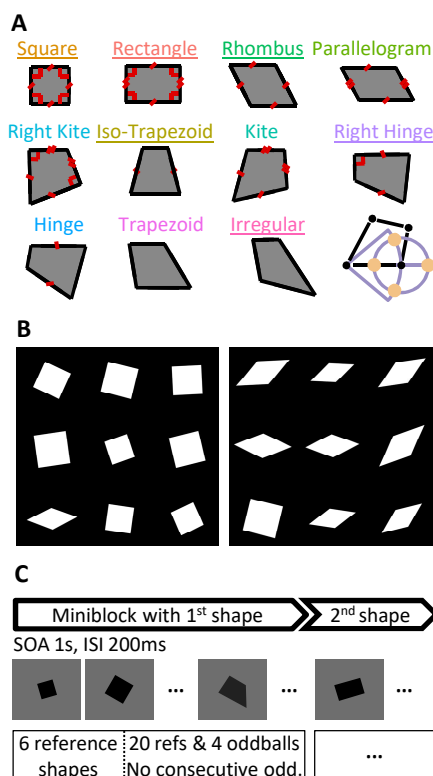 A
Square Rectangle Rhombus Parallelogram
Right Kite Iso-Trapezoid Kite Right Hinge
Hinge Trapezoid Irregular
B
C
Miniblock with 1st shape 2nd shape
SOA 1s, ISI 200ms
... ... ...
6 reference shapes 20 refs & 4 oddballs No consecutive odd. ...